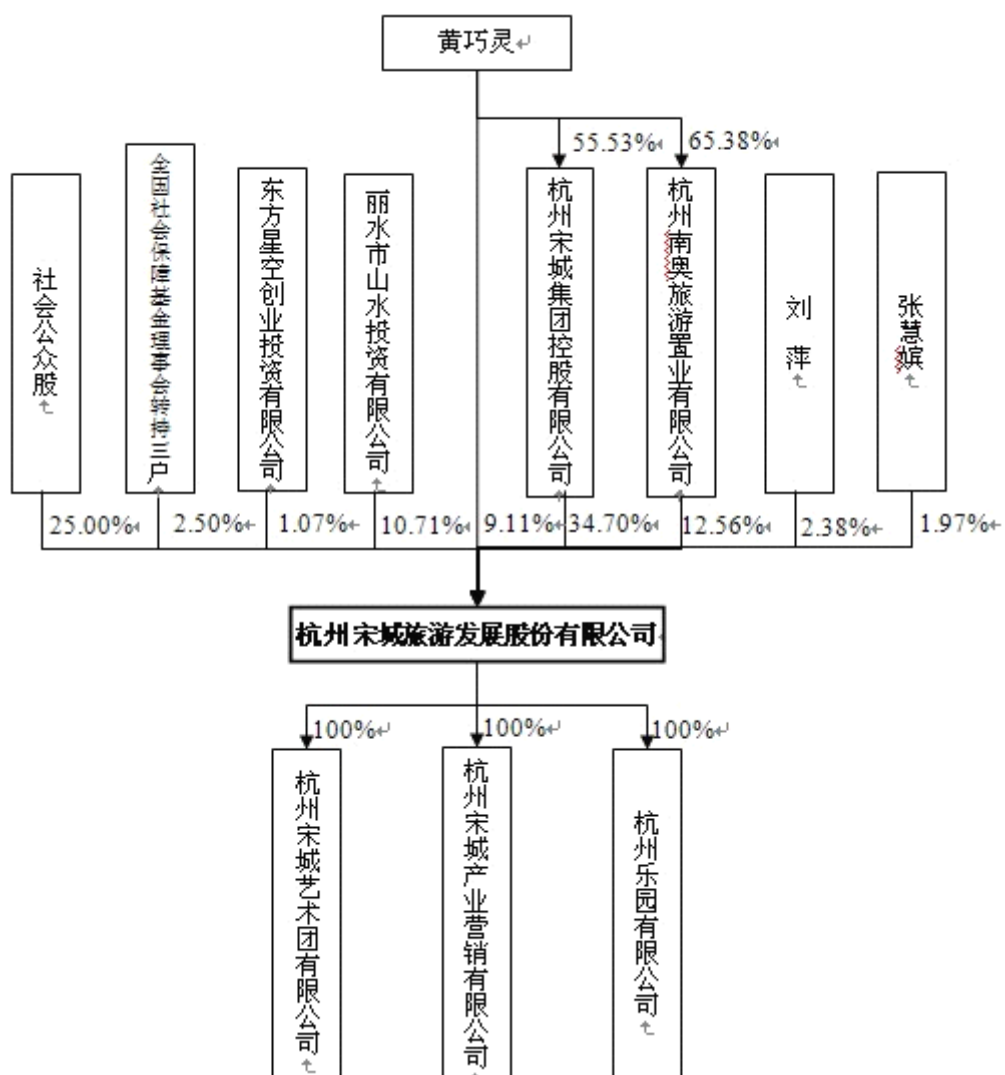 黄巧灵
55.53%
65.38%
社会公众股
全国社会保障基金理事会转持三户
东方星空创业投资有限公司
丽水市山水投资有限公司
杭州宋城集团控股有限公司
杭州南奥旅游置业有限公司
刘萍
张慧嫔
25.00%
2.50%
1.07%
10.71%
9.11%
34.70%
12.56%
2.38%
1.97%
杭州宋城旅游发展股份有限公司
100%
100%
100%
杭州宋城艺术团有限公司
杭州宋城产业营销有限公司
杭州乐园有限公司